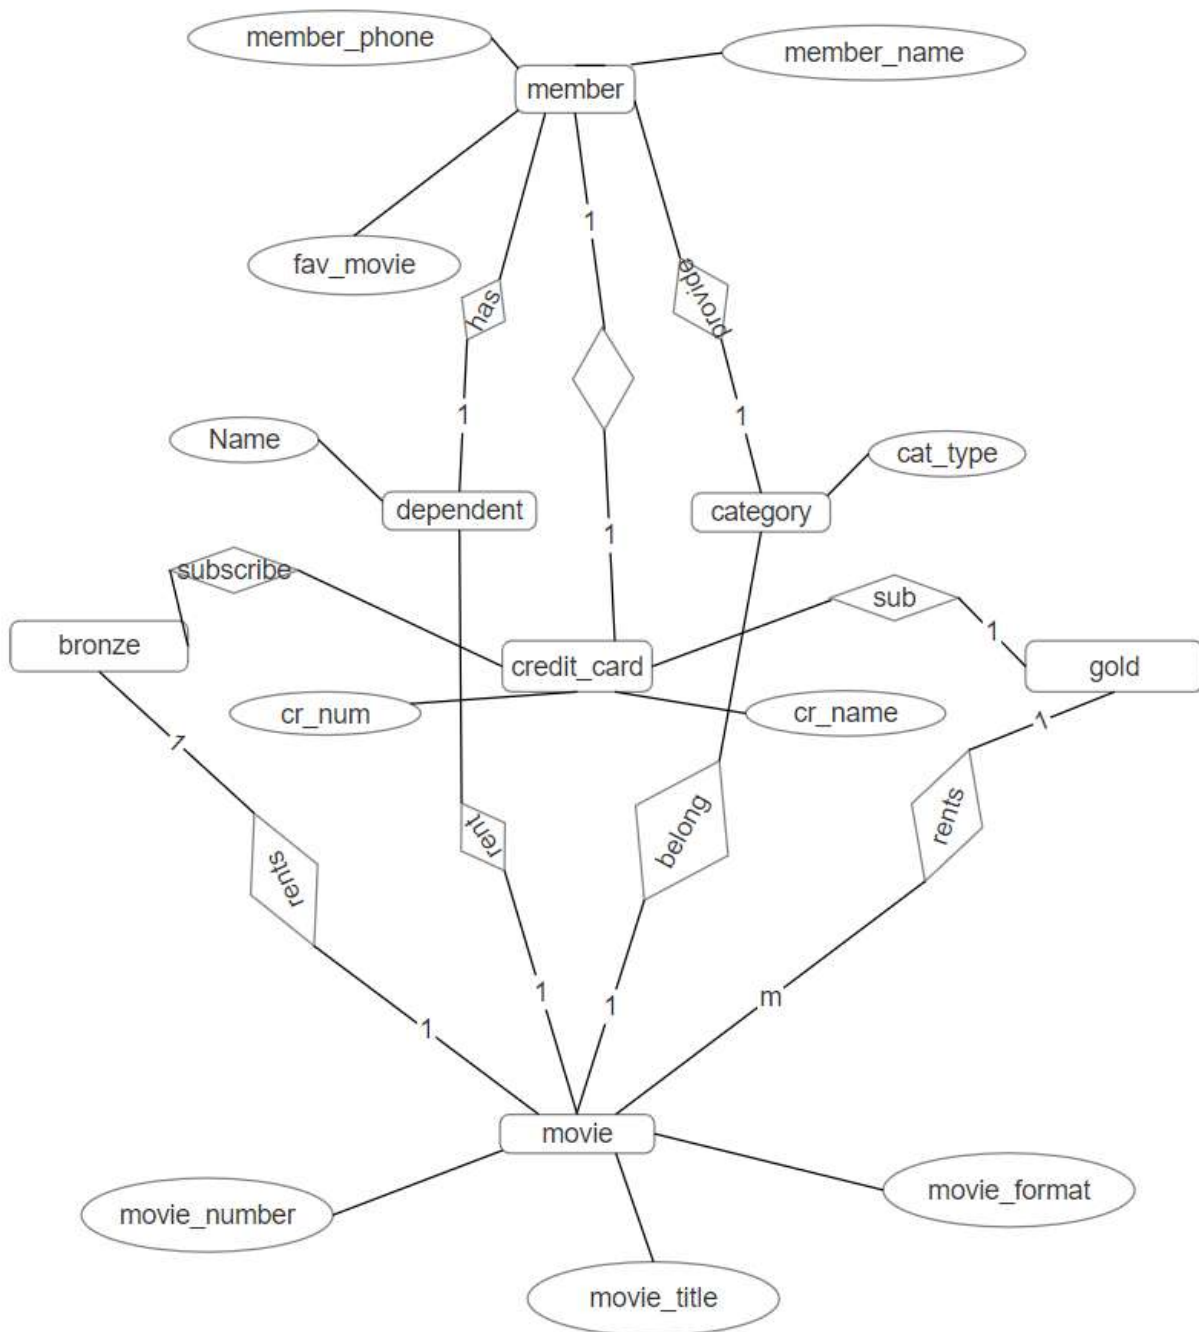 member_phone
member_name
member
1
fav_movie
has
provide
1
1
Name
cat_type
dependent
category
1
subscribe
sub
1
bronze
credit_card
gold
cr_num
cr_name
1
1
rents
rent
belong
rents
1
1
m
1
movie
movie_number
movie_format
movie_title